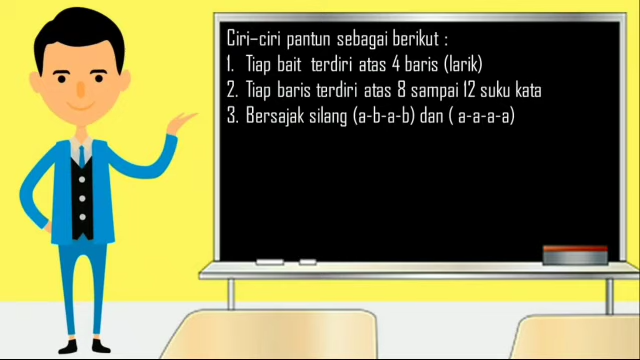 Ciri–ciri pantun sebagai berikut :
1. Tiap bait terdiri atas 4 baris (larik)
2. Tiap baris terdiri atas 8 sampai 12 suku kata
3. Bersajak silang (a-b-a-b) dan ( a-a-a-a)